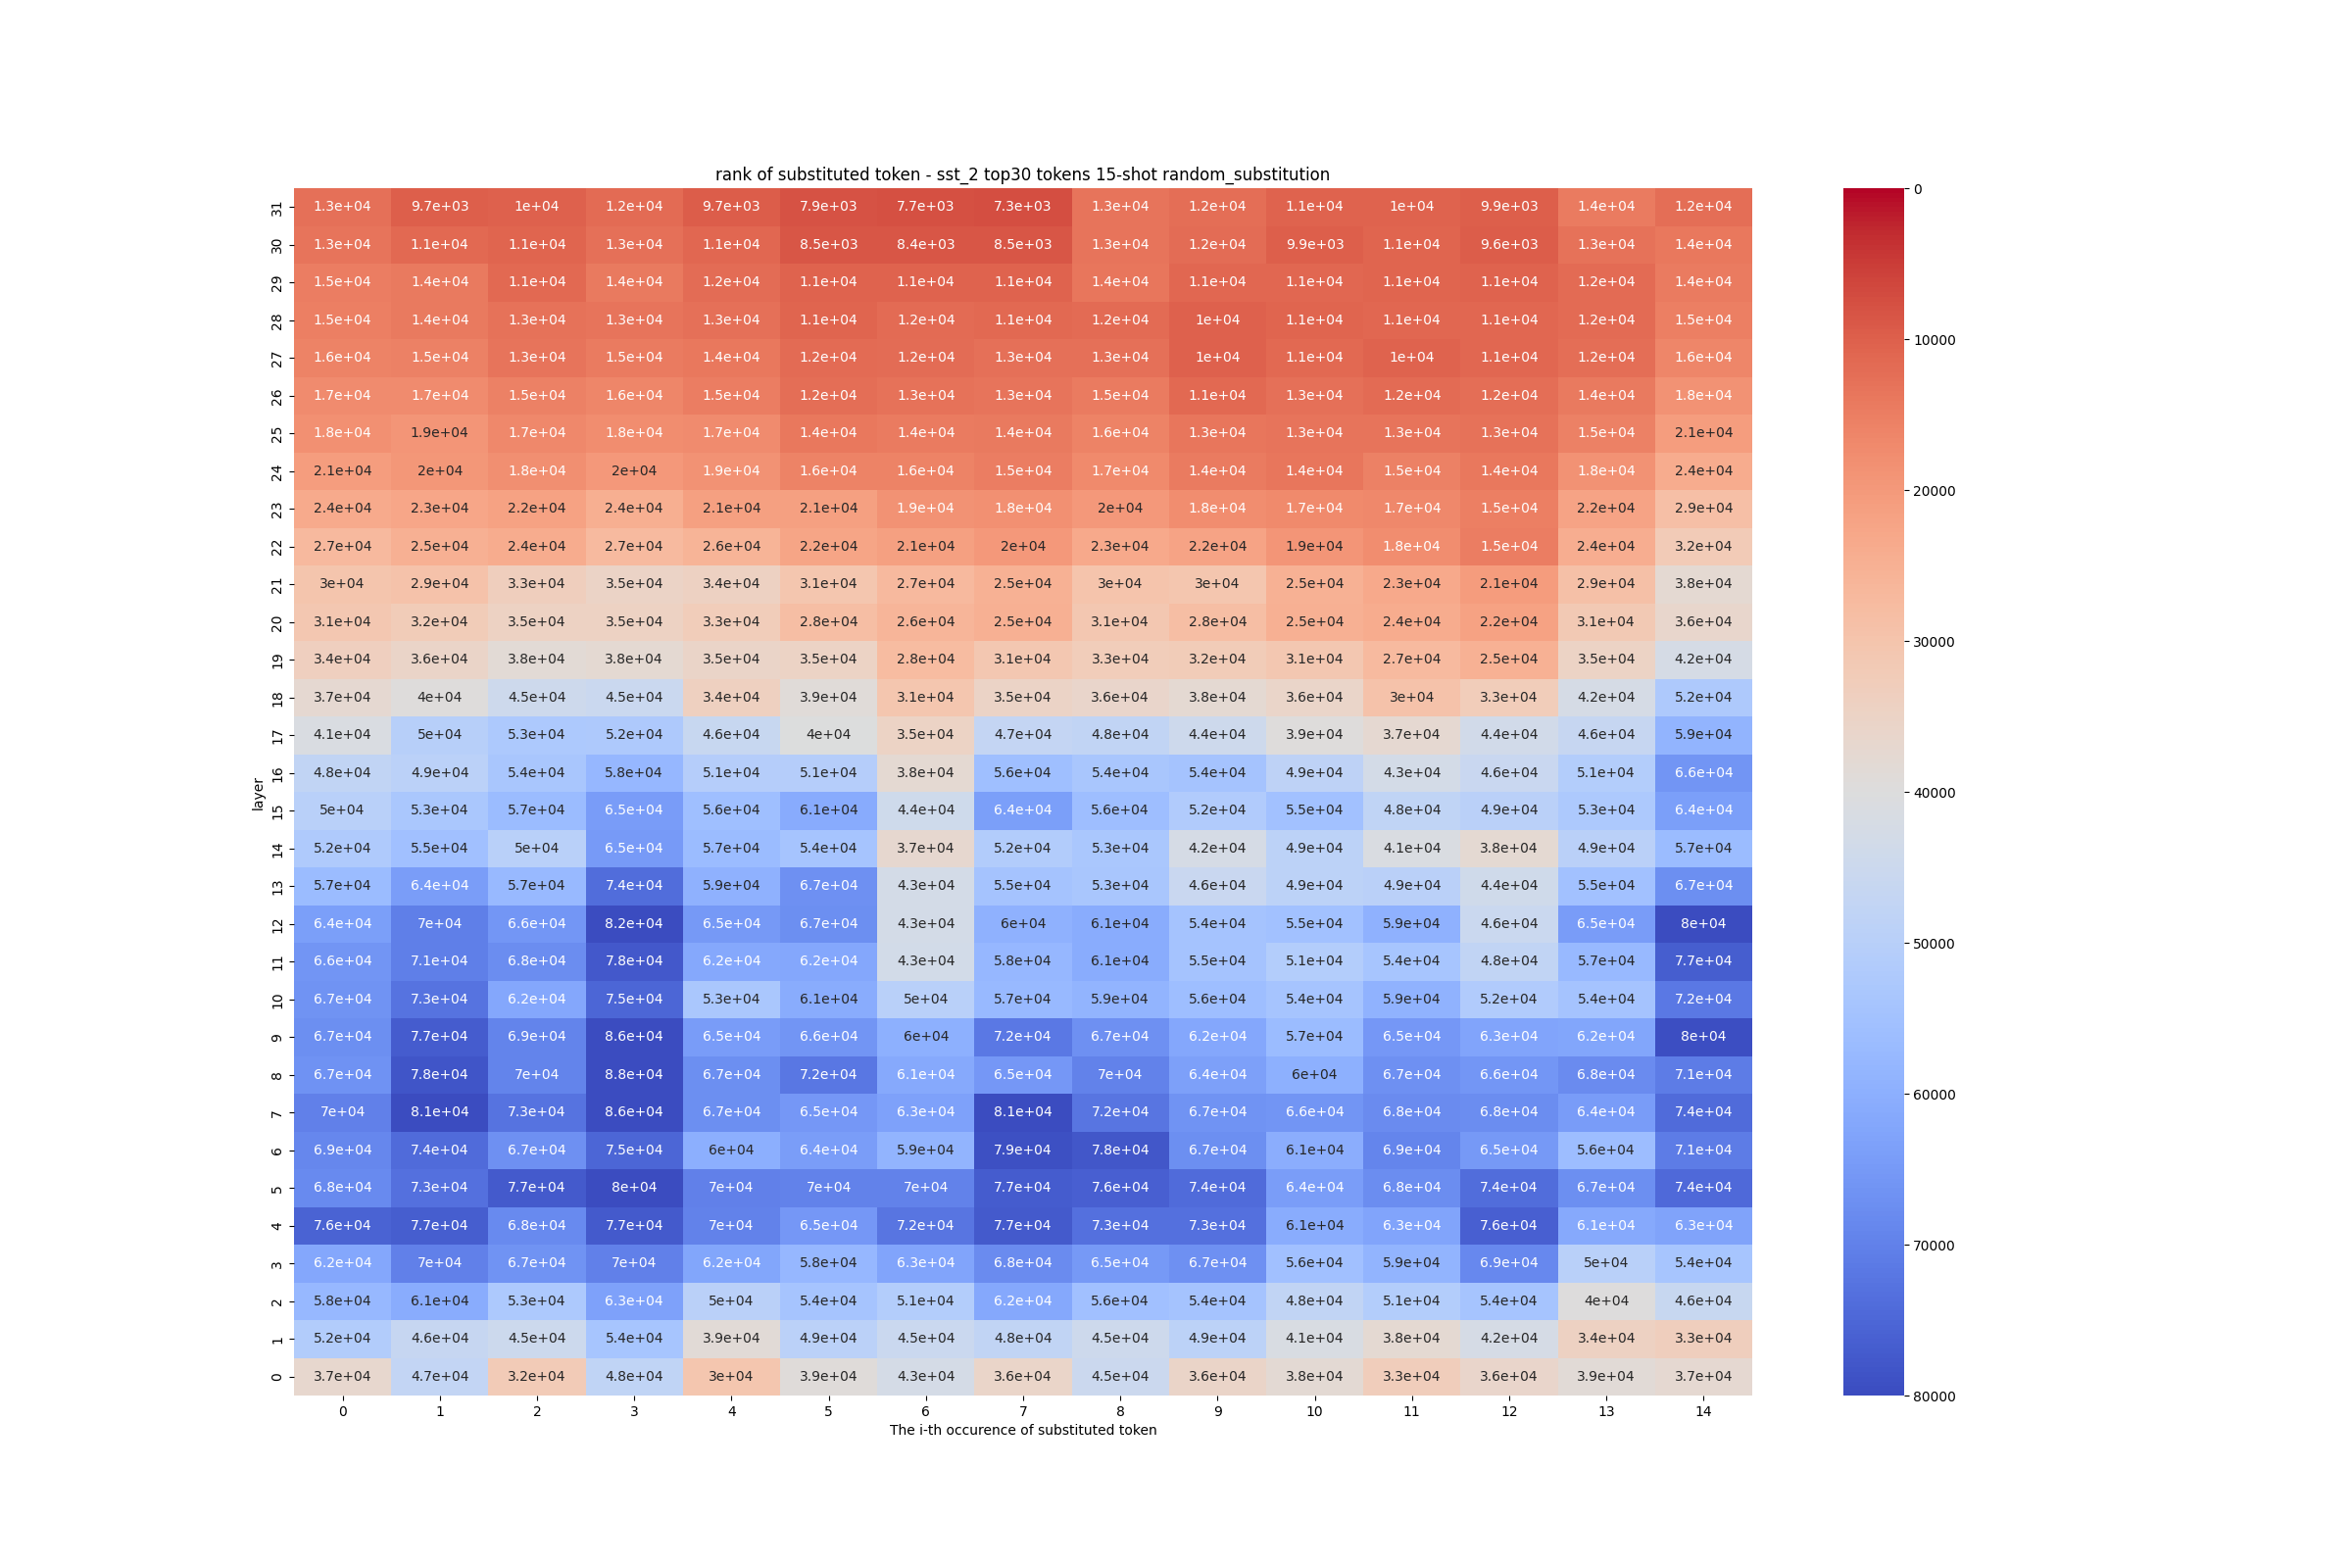 rank of substituted token - sst_2 top30 tokens 15-shot random_substitution
31 1.3e+04 9.7e+03 1e+04 1.2e+04 9.7e+03 7.9e+03 7.7e+03 7.3e+03 1.3e+04 1.2e+04 1.1e+04 1e+04 9.9e+03 1.4e+04 1.2e+04 0
30 1.3e+04 1.1e+04 1.1e+04 1.3e+04 1.1e+04 8.5e+03 8.4e+03 8.5e+03 1.3e+04 1.2e+04 9.9e+03 1.1e+04 9.6e+03 1.3e+04 1.4e+04
29 1.5e+04 1.4e+04 1.1e+04 1.4e+04 1.2e+04 1.1e+04 1.1e+04 1.1e+04 1.4e+04 1.1e+04 1.1e+04 1.1e+04 1.1e+04 1.2e+04 1.4e+04
28 1.5e+04 1.4e+04 1.3e+04 1.3e+04 1.3e+04 1.1e+04 1.2e+04 1.1e+04 1.2e+04 1e+04 1.1e+04 1.1e+04 1.1e+04 1.2e+04 1.5e+04
27 1.6e+04 1.5e+04 1.3e+04 1.5e+04 1.4e+04 1.2e+04 1.2e+04 1.3e+04 1.3e+04 1e+04 1.1e+04 1e+04 1.1e+04 1.2e+04 1.6e+04 10000
26 1.7e+04 1.7e+04 1.5e+04 1.6e+04 1.5e+04 1.2e+04 1.3e+04 1.3e+04 1.5e+04 1.1e+04 1.3e+04 1.2e+04 1.2e+04 1.4e+04 1.8e+04
25 1.8e+04 1.9e+04 1.7e+04 1.8e+04 1.7e+04 1.4e+04 1.4e+04 1.4e+04 1.6e+04 1.3e+04 1.3e+04 1.3e+04 1.3e+04 1.5e+04 2.1e+04
24 2.1e+04 2e+04 1.8e+04 2e+04 1.9e+04 1.6e+04 1.6e+04 1.5e+04 1.7e+04 1.4e+04 1.4e+04 1.5e+04 1.4e+04 1.8e+04 2.4e+04 20000
23 2.4e+04 2.3e+04 2.2e+04 2.4e+04 2.1e+04 2.1e+04 1.9e+04 1.8e+04 2e+04 1.8e+04 1.7e+04 1.7e+04 1.5e+04 2.2e+04 2.9e+04
22 2.7e+04 2.5e+04 2.4e+04 2.7e+04 2.6e+04 2.2e+04 2.1e+04 2e+04 2.3e+04 2.2e+04 1.9e+04 1.8e+04 1.5e+04 2.4e+04 3.2e+04
21 3e+04 2.9e+04 3.3e+04 3.5e+04 3.4e+04 3.1e+04 2.7e+04 2.5e+04 3e+04 3e+04 2.5e+04 2.3e+04 2.1e+04 2.9e+04 3.8e+04
20 3.1e+04 3.2e+04 3.5e+04 3.5e+04 3.3e+04 2.8e+04 2.6e+04 2.5e+04 3.1e+04 2.8e+04 2.5e+04 2.4e+04 2.2e+04 3.1e+04 3.6e+04 30000
19 3.4e+04 3.6e+04 3.8e+04 3.8e+04 3.5e+04 3.5e+04 2.8e+04 3.1e+04 3.3e+04 3.2e+04 3.1e+04 2.7e+04 2.5e+04 3.5e+04 4.2e+04
18 3.7e+04 4e+04 4.5e+04 4.5e+04 3.4e+04 3.9e+04 3.1e+04 3.5e+04 3.6e+04 3.8e+04 3.6e+04 3e+04 3.3e+04 4.2e+04 5.2e+04
17 4.1e+04 5e+04 5.3e+04 5.2e+04 4.6e+04 4e+04 3.5e+04 4.7e+04 4.8e+04 4.4e+04 3.9e+04 3.7e+04 4.4e+04 4.6e+04 5.9e+04
16 4.8e+04 4.9e+04 5.4e+04 5.8e+04 5.1e+04 5.1e+04 3.8e+04 5.6e+04 5.4e+04 5.4e+04 4.9e+04 4.3e+04 4.6e+04 5.1e+04 6.6e+04 40000
layer
15 5e+04 5.3e+04 5.7e+04 6.5e+04 5.6e+04 6.1e+04 4.4e+04 6.4e+04 5.6e+04 5.2e+04 5.5e+04 4.8e+04 4.9e+04 5.3e+04 6.4e+04
14 5.2e+04 5.5e+04 5e+04 6.5e+04 5.7e+04 5.4e+04 3.7e+04 5.2e+04 5.3e+04 4.2e+04 4.9e+04 4.1e+04 3.8e+04 4.9e+04 5.7e+04
13 5.7e+04 6.4e+04 5.7e+04 7.4e+04 5.9e+04 6.7e+04 4.3e+04 5.5e+04 5.3e+04 4.6e+04 4.9e+04 4.9e+04 4.4e+04 5.5e+04 6.7e+04
12 6.4e+04 7e+04 6.6e+04 8.2e+04 6.5e+04 6.7e+04 4.3e+04 6e+04 6.1e+04 5.4e+04 5.5e+04 5.9e+04 4.6e+04 6.5e+04 8e+04 50000
11 6.6e+04 7.1e+04 6.8e+04 7.8e+04 6.2e+04 6.2e+04 4.3e+04 5.8e+04 6.1e+04 5.5e+04 5.1e+04 5.4e+04 4.8e+04 5.7e+04 7.7e+04
10 6.7e+04 7.3e+04 6.2e+04 7.5e+04 5.3e+04 6.1e+04 5e+04 5.7e+04 5.9e+04 5.6e+04 5.4e+04 5.9e+04 5.2e+04 5.4e+04 7.2e+04
9 6.7e+04 7.7e+04 6.9e+04 8.6e+04 6.5e+04 6.6e+04 6e+04 7.2e+04 6.7e+04 6.2e+04 5.7e+04 6.5e+04 6.3e+04 6.2e+04 8e+04
8 6.7e+04 7.8e+04 7e+04 8.8e+04 6.7e+04 7.2e+04 6.1e+04 6.5e+04 7e+04 6.4e+04 6e+04 6.7e+04 6.6e+04 6.8e+04 7.1e+04 60000
7 7e+04 8.1e+04 7.3e+04 8.6e+04 6.7e+04 6.5e+04 6.3e+04 8.1e+04 7.2e+04 6.7e+04 6.6e+04 6.8e+04 6.8e+04 6.4e+04 7.4e+04
6 6.9e+04 7.4e+04 6.7e+04 7.5e+04 6e+04 6.4e+04 5.9e+04 7.9e+04 7.8e+04 6.7e+04 6.1e+04 6.9e+04 6.5e+04 5.6e+04 7.1e+04
5 6.8e+04 7.3e+04 7.7e+04 8e+04 7e+04 7e+04 7e+04 7.7e+04 7.6e+04 7.4e+04 6.4e+04 6.8e+04 7.4e+04 6.7e+04 7.4e+04
4 7.6e+04 7.7e+04 6.8e+04 7.7e+04 7e+04 6.5e+04 7.2e+04 7.7e+04 7.3e+04 7.3e+04 6.1e+04 6.3e+04 7.6e+04 6.1e+04 6.3e+04 70000
3 6.2e+04 7e+04 6.7e+04 7e+04 6.2e+04 5.8e+04 6.3e+04 6.8e+04 6.5e+04 6.7e+04 5.6e+04 5.9e+04 6.9e+04 5e+04 5.4e+04
2 5.8e+04 6.1e+04 5.3e+04 6.3e+04 5e+04 5.4e+04 5.1e+04 6.2e+04 5.6e+04 5.4e+04 4.8e+04 5.1e+04 5.4e+04 4e+04 4.6e+04
1 5.2e+04 4.6e+04 4.5e+04 5.4e+04 3.9e+04 4.9e+04 4.5e+04 4.8e+04 4.5e+04 4.9e+04 4.1e+04 3.8e+04 4.2e+04 3.4e+04 3.3e+04
0 3.7e+04 4.7e+04 3.2e+04 4.8e+04 3e+04 3.9e+04 4.3e+04 3.6e+04 4.5e+04 3.6e+04 3.8e+04 3.3e+04 3.6e+04 3.9e+04 3.7e+04 80000
0 1 2 3 4 5 6 7 8 9 10 11 12 13 14
The i-th occurence of substituted token